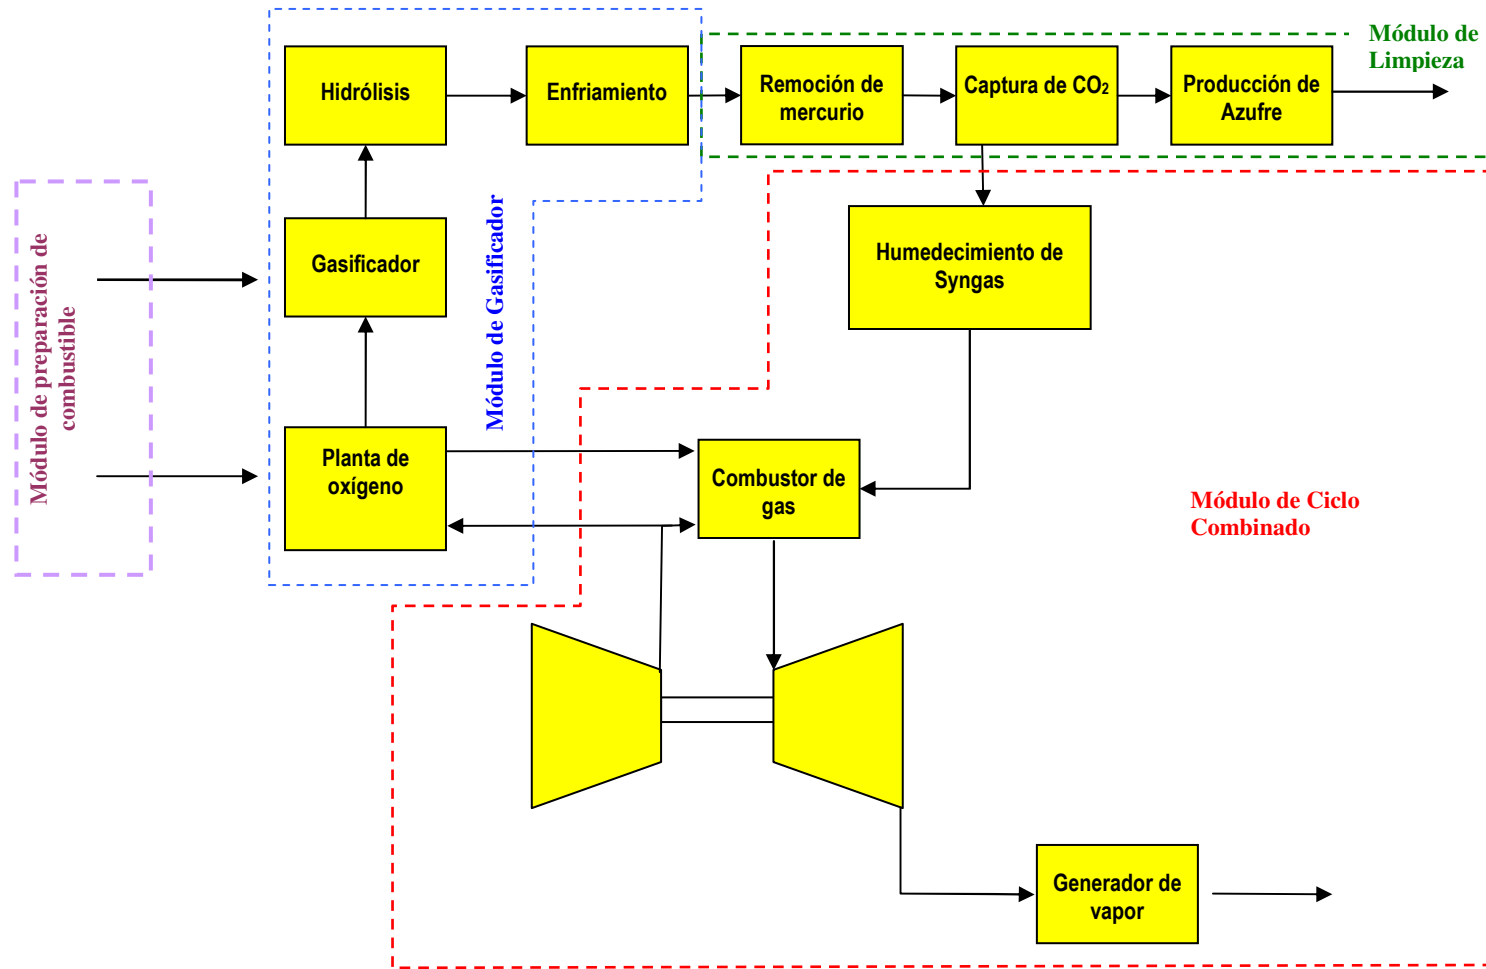 Módulo de
Limpieza
Hidrólisis
Enfriamiento
Remoción de
mercurio
Captura de CO₂
Producción de
Azufre
Módulo de preparación de
combustible
Gasificador
Módulo de Gasificador
Humedecimiento de
Syngas
Planta de
oxígeno
Combustor de
gas
Módulo de Ciclo
Combinado
Generador de
vapor